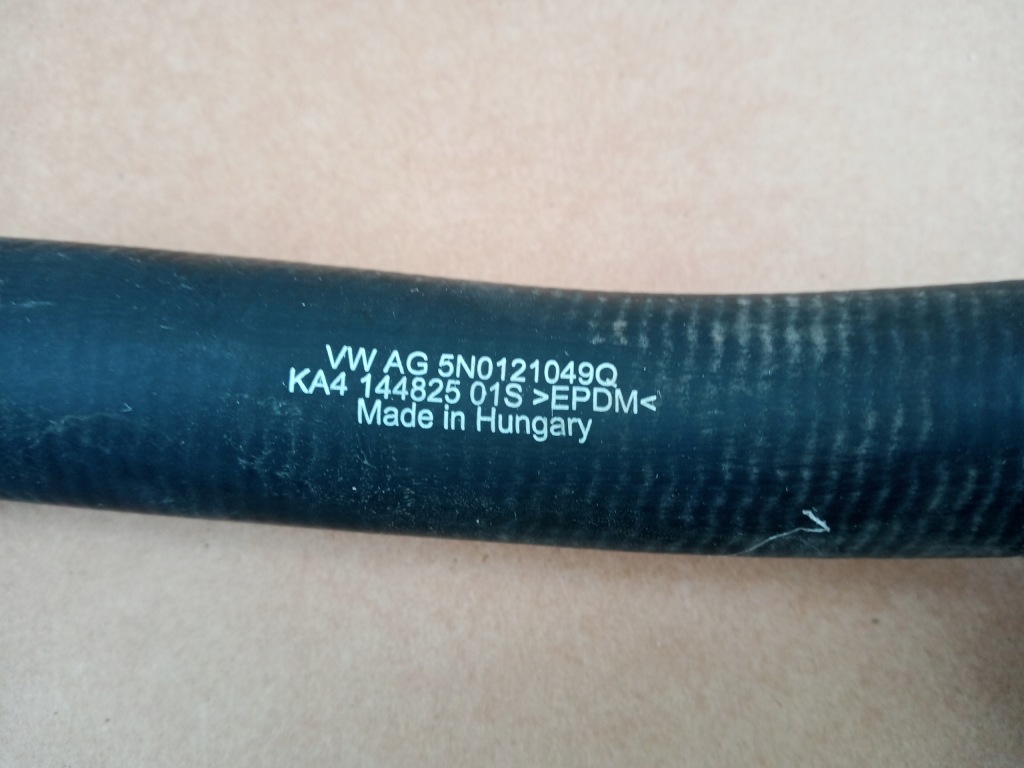 VW AG 5N0121049Q
KA4 144825 01S >EPDM<
Made in Hungary